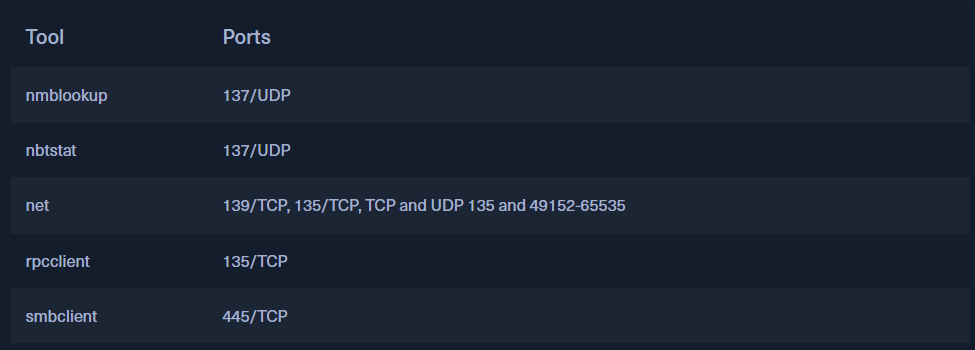 Tool Ports
nmblookup 137/UDP
nbtstat 137/UDP
net 139/TCP, 135/TCP, TCP and UDP 135 and 49152-65535
rpcclient 135/TCP
smbclient 445/TCP